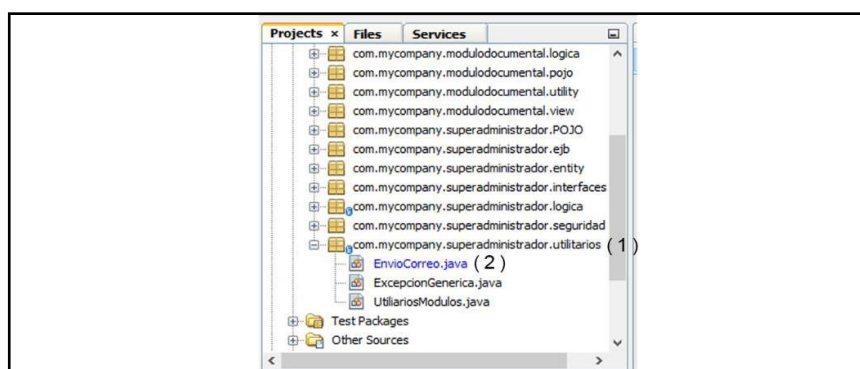 Projects × Files Services
com.mycompany.modulodocumental.logica
com.mycompany.modulodocumental.pojo
com.mycompany.modulodocumental.utility
com.mycompany.modulodocumental.view
com.mycompany.superadministrador.POJO
com.mycompany.superadministrador.ejb
com.mycompany.superadministrador.entity
com.mycompany.superadministrador.interfaces
com.mycompany.superadministrador.logica
com.mycompany.superadministrador.seguridad
com.mycompany.superadministrador.utilitarios ( 1 )
EnvioCorreo.java ( 2 )
ExcepcionGenerica.java
UtiliariosModulos.java
Test Packages
Other Sources